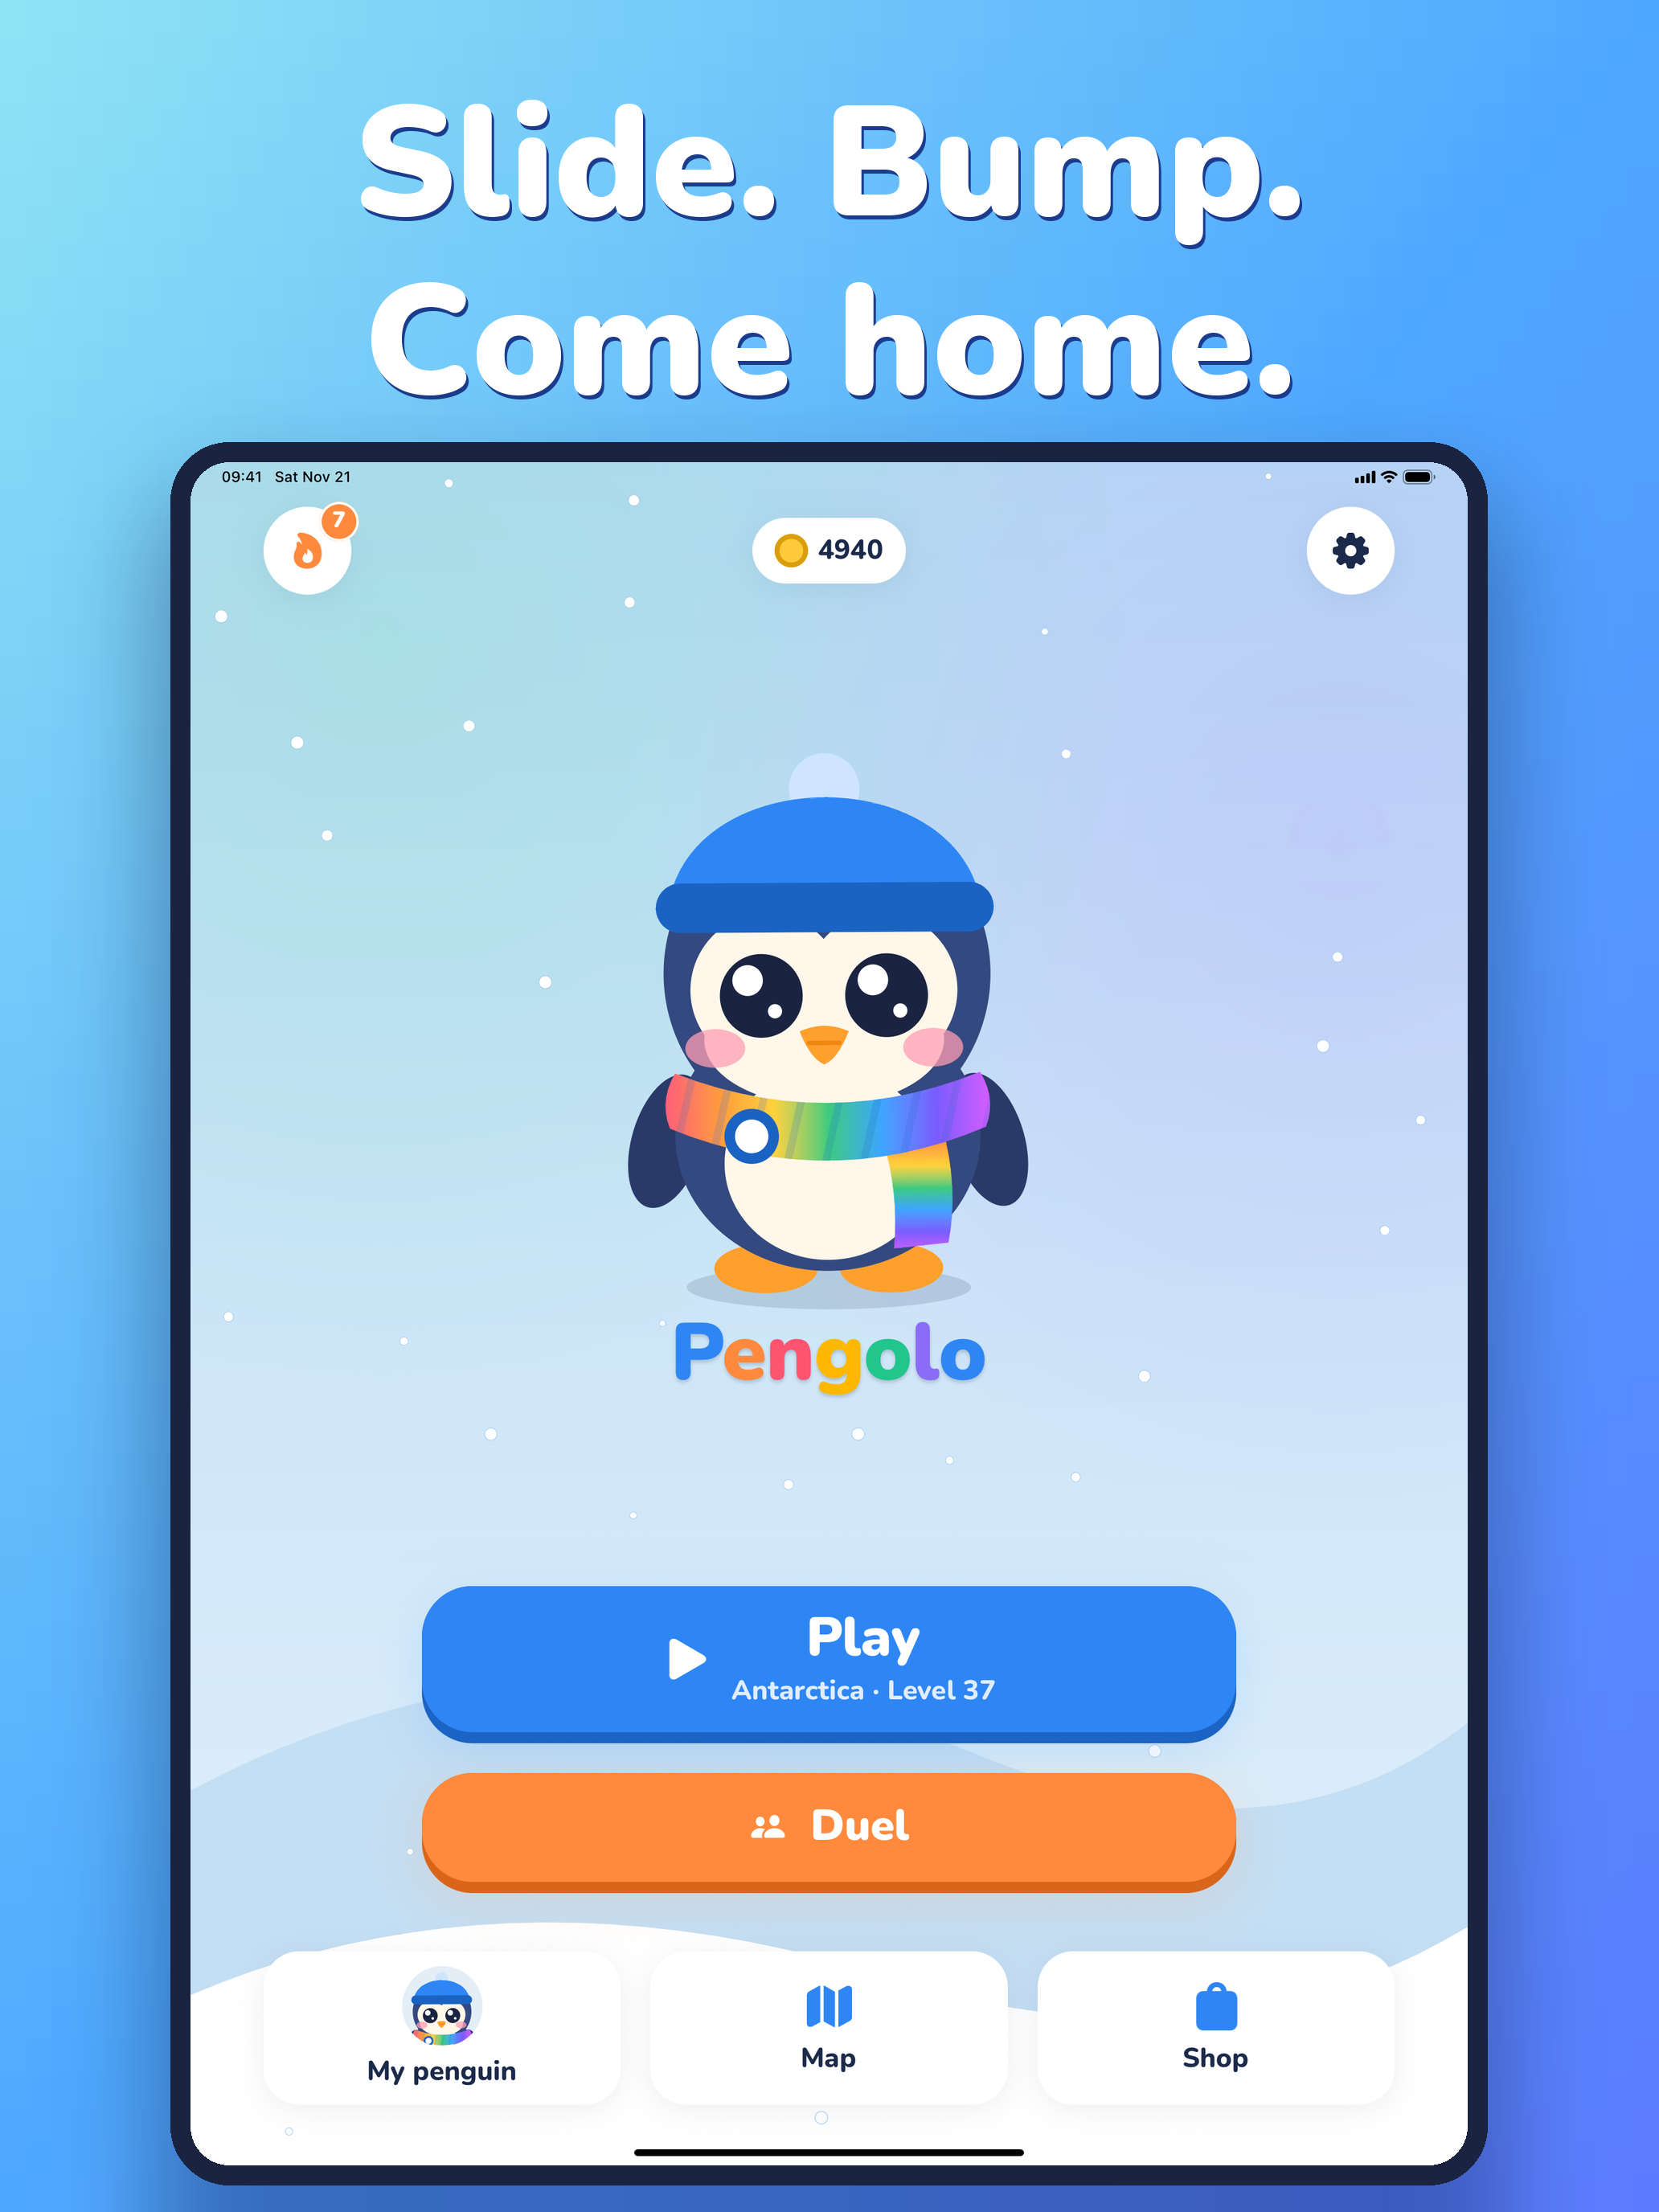 Slide. Bump.
Come home.
09:41 Sat Nov 21
7
4940
Pengolo
Play
Antarctica · Level 37
Duel
My penguin
Map
Shop